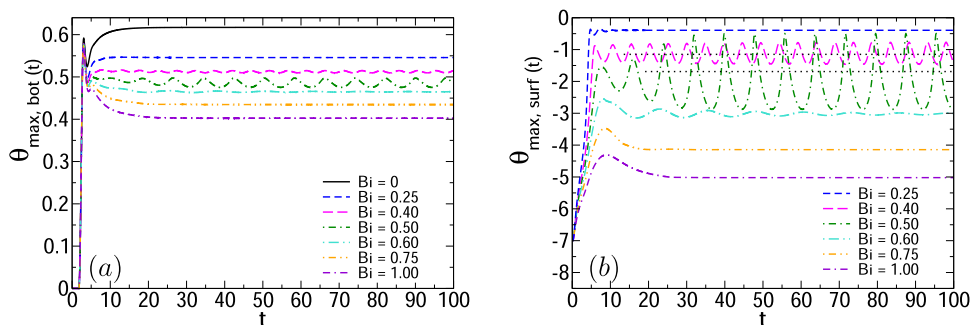 0.6
0.5
0.4
0.3
0.2
0.1
0
θmax, bot (t)
Bi = 0
Bi = 0.25
Bi = 0.40
Bi = 0.50
Bi = 0.60
Bi = 0.75
Bi = 1.00
(a)
0 10 20 30 40 50 60 70 80 90 100
t
-0
-1
-2
-3
-4
-5
-6
-7
-8
θmax, surf (t)
Bi = 0.25
Bi = 0.40
Bi = 0.50
Bi = 0.60
Bi = 0.75
Bi = 1.00
(b)
0 10 20 30 40 50 60 70 80 90 100
t